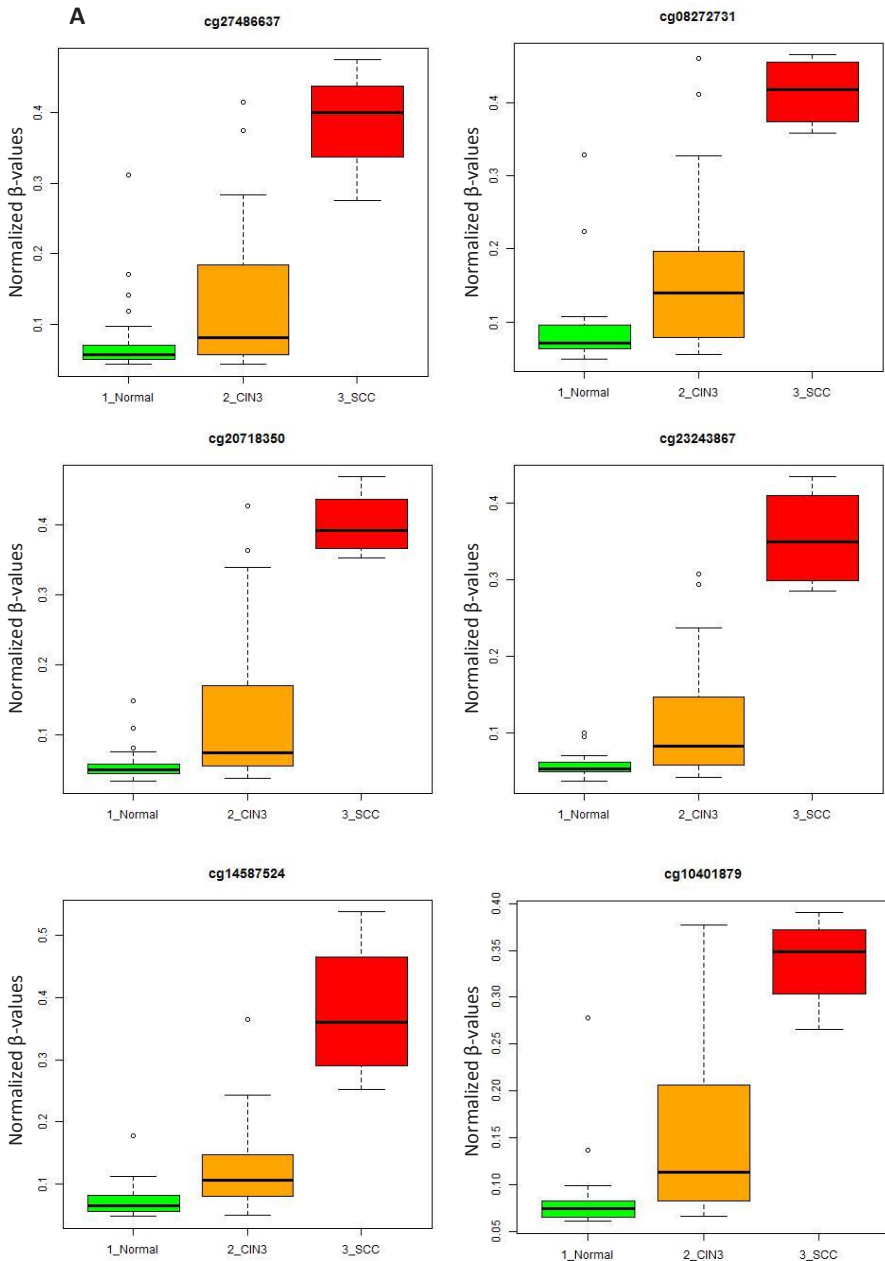 A
cg27486637
cg08272731
Normalized β-values
0.4
0.3
0.2
0.1
1_Normal 2_CIN3 3_SCC
Normalized β-values
0.4
0.3
0.2
0.1
1_Normal 2_CIN3 3_SCC
cg20718350
cg23243867
Normalized β-values
0.4
0.3
0.2
0.1
1_Normal 2_CIN3 3_SCC
Normalized β-values
0.4
0.3
0.2
0.1
1_Normal 2_CIN3 3_SCC
cg14587524
cg10401879
Normalized β-values
0.5
0.4
0.3
0.2
0.1
1_Normal 2_CIN3 3_SCC
Normalized β-values
0.40
0.35
0.30
0.25
0.20
0.15
0.10
0.05
1_Normal 2_CIN3 3_SCC